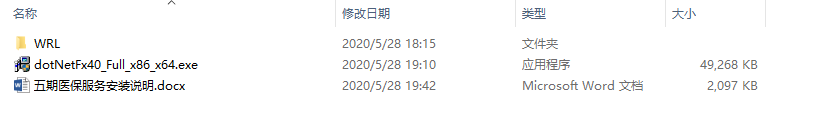 名称 修改日期 类型 大小
WRL 2020/5/28 18:15 文件夹
dotNetFx40_Full_x86_x64.exe 2020/5/28 19:10 应用程序 49,268 KB
五期医保服务安装说明.docx 2020/5/28 19:42 Microsoft Word 文档 2,097 KB